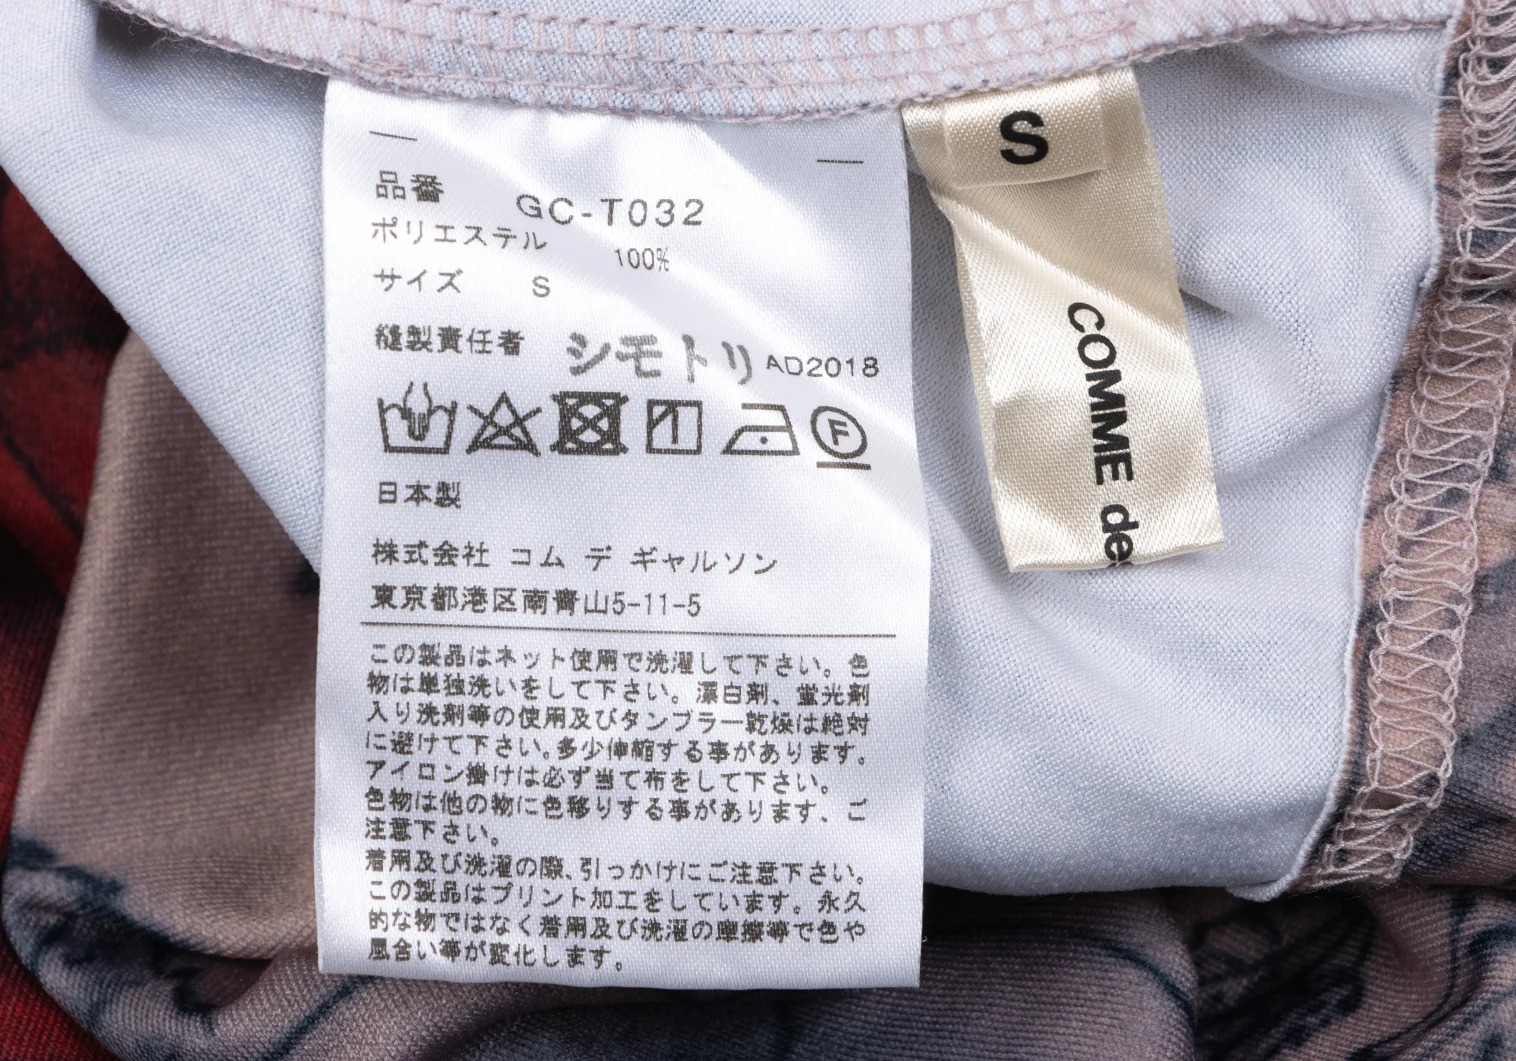 品番 GC-T032
ポリエステル 100%
サイズ S
縫製責任者 シモトリ AD2018
F
日本製
株式会社 コム デ ギャルソン
東京都港区南青山5-11-5
この製品はネット使用で洗濯して下さい。色
物は単独洗いをして下さい。漂白剤、蛍光剤
入り洗剤等の使用及びタンブラー乾燥は絶対
に避けて下さい。多少伸縮する事があります。
アイロン掛けは必ず当て布をして下さい。
色物は他の物に色移りする事があります、ご
注意下さい。
着用及び洗濯の際、引っかけにご注意下さい。
この製品はプリント加工をしています。永久
的な物ではなく着用及び洗濯の摩擦等で色や
風合い等が変化します。
S
COMME des